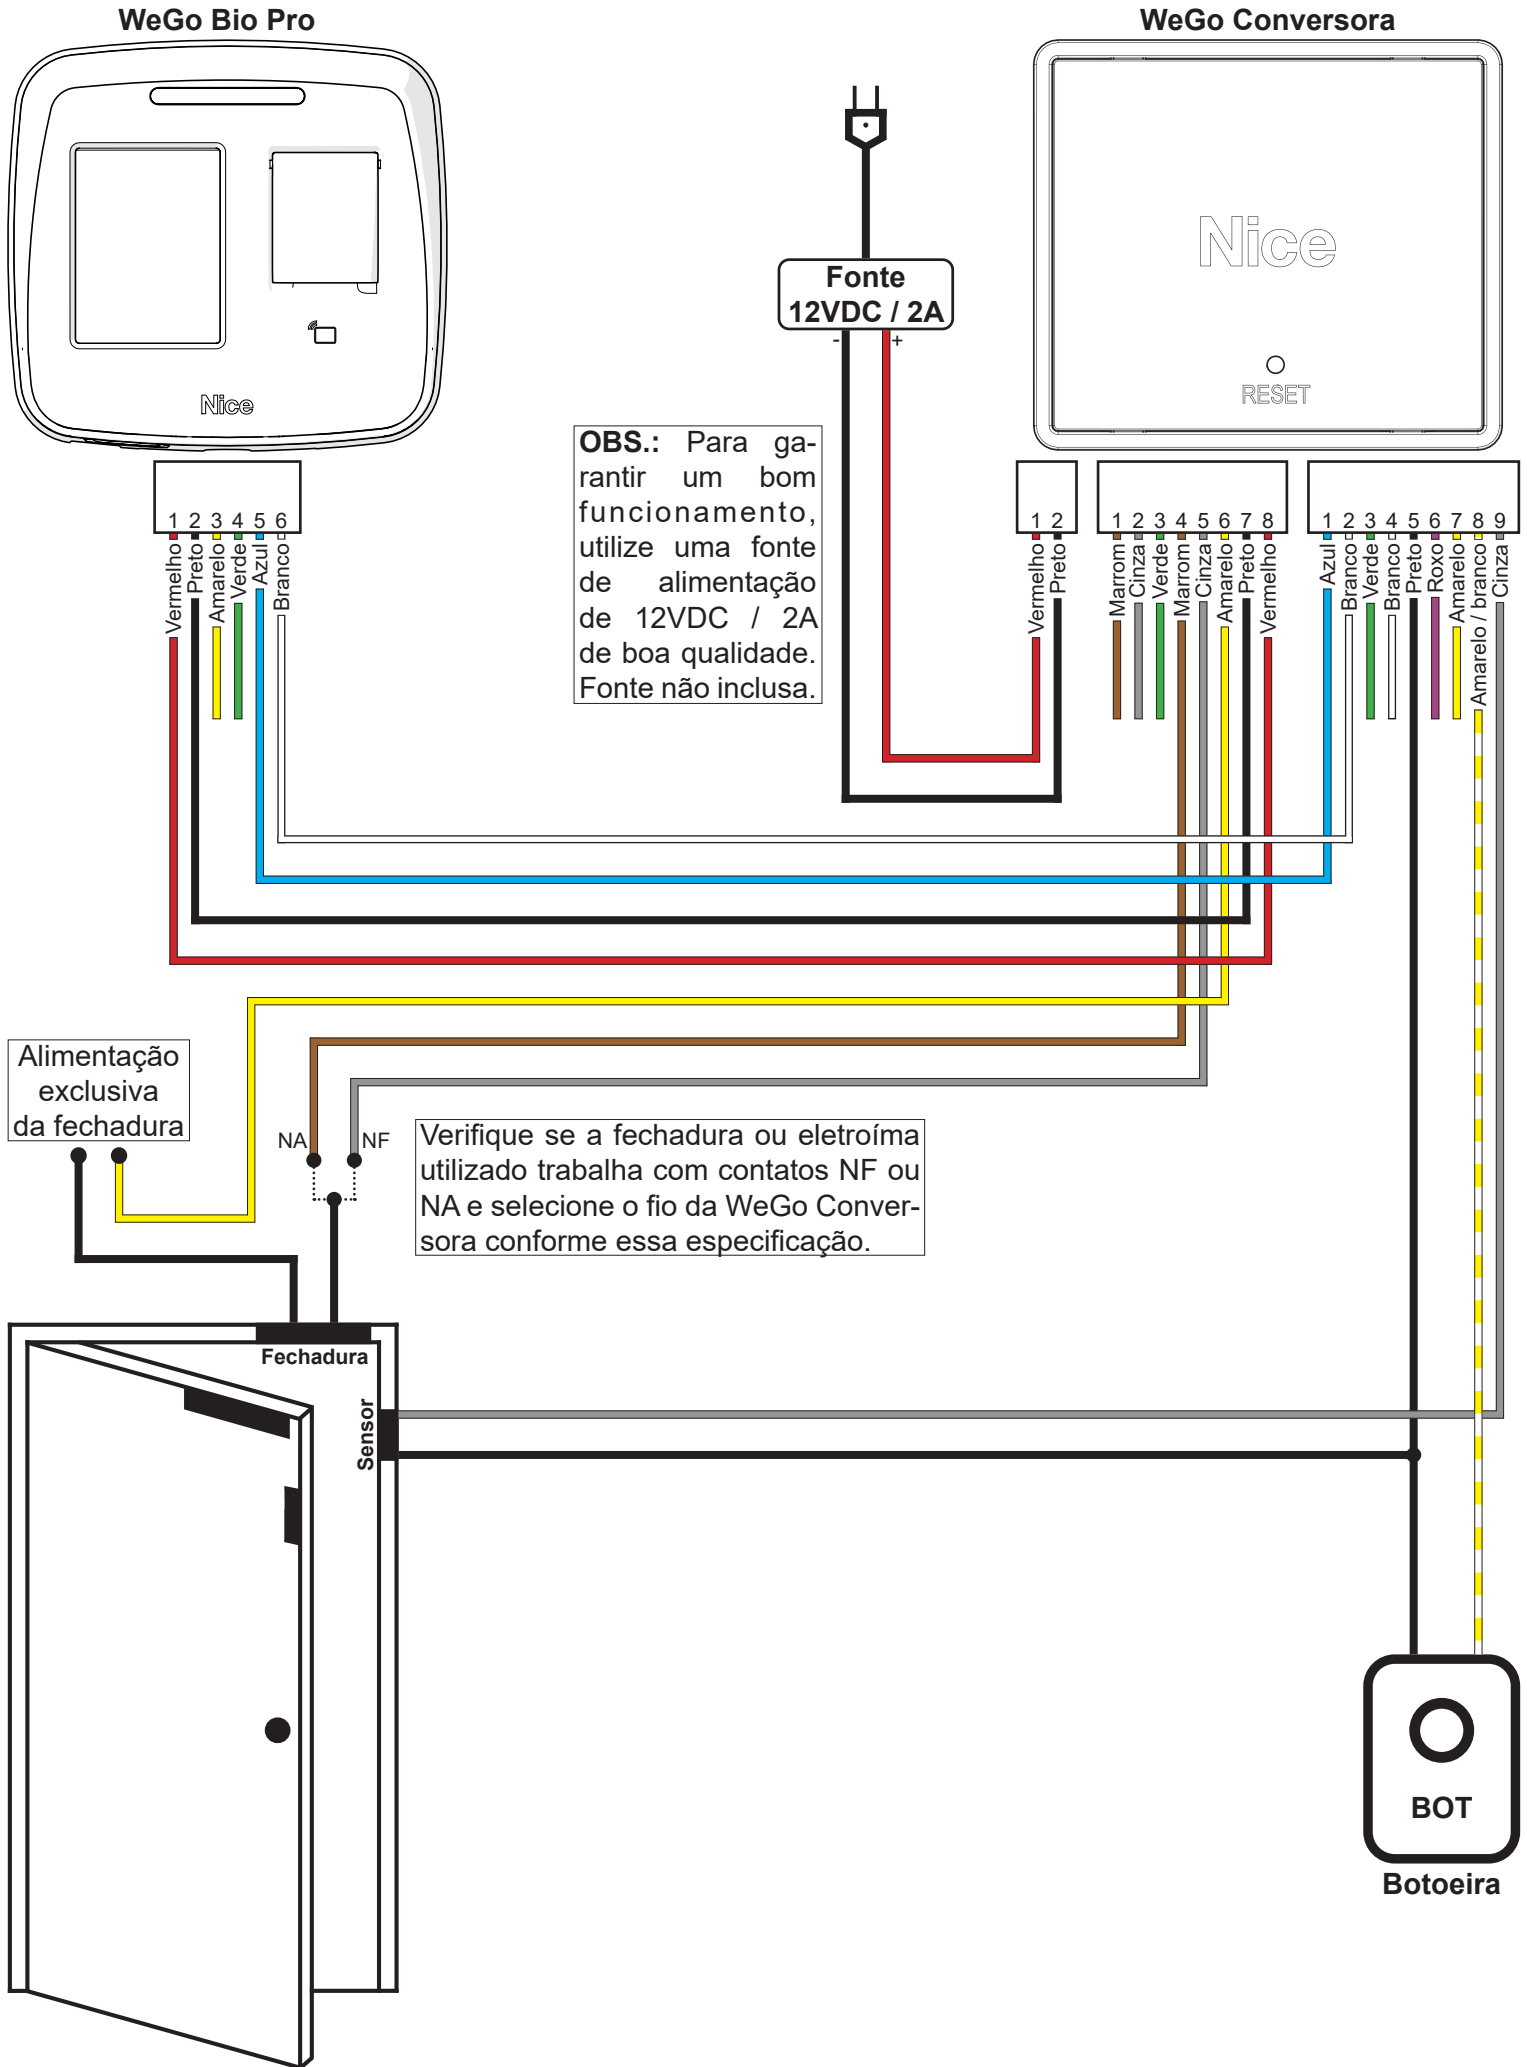 WeGo Bio Pro
WeGo Conversora
Nice
RESET
Nice
Fonte
12VDC / 2A
- +
OBS.: Para ga-
rantir um bom
funcionamento,
utilize uma fonte
de alimentação
de 12VDC / 2A
de boa qualidade.
Fonte não inclusa.
1 2 3 4 5 6
Vermelho
Preto
Amarelo
Verde
Azul
Branco
1 2
Vermelho
Preto
1 2 3 4 5 6 7 8
Marrom
Cinza
Verde
Marrom
Cinza
Amarelo
Preto
Vermelho
1 2 3 4 5 6 7 8 9
Azul
Branco
Verde
Branco
Preto
Roxo
Amarelo
Amarelo / branco
Cinza
Alimentação
exclusiva
da fechadura
NA
NF
Verifique se a fechadura ou eletroíma
utilizado trabalha com contatos NF ou
NA e selecione o fio da WeGo Conver-
sora conforme essa especificação.
Fechadura
Sensor
BOT
Botoeira